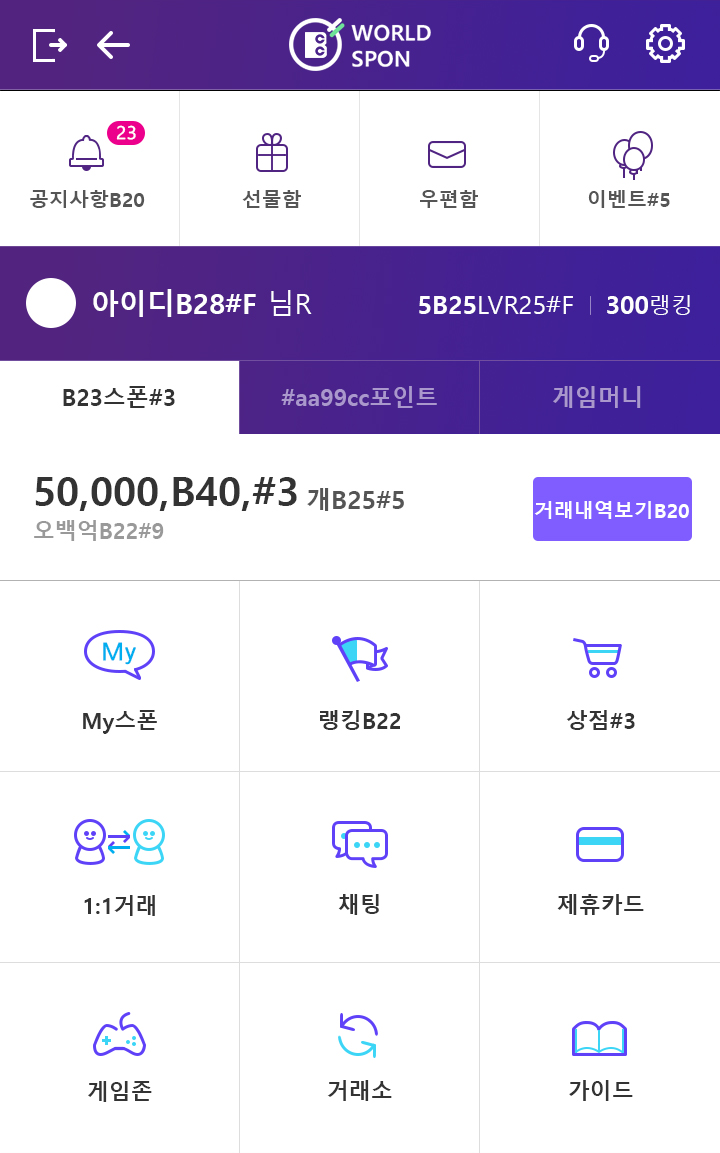 WORLD
SPON
23
공지사항B20
선물함
우편함
이벤트#5
아이디B28#F 님R
5B25LVR25#F
300랭킹
B23스폰#3
#aa99cc포인트
게임머니
50,000,B40,#3 개B25#5
오백억B22#9
거래내역보기B20
My
My스폰
랭킹B22
상점#3
1:1거래
채팅
제휴카드
게임존
거래소
가이드